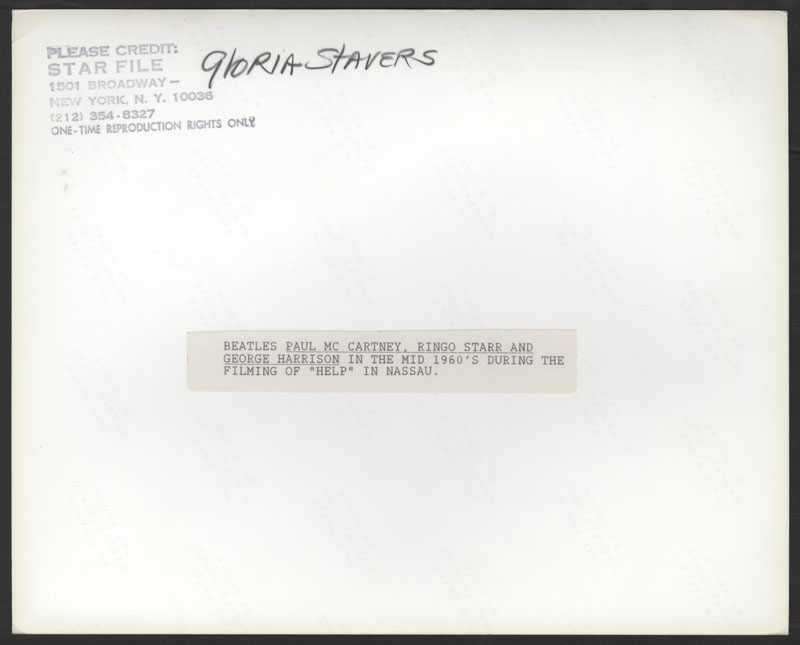 PLEASE CREDIT:
STAR FILE
1501 BROADWAY—
NEW YORK, N. Y. 10036
(212) 354-8327
ONE-TIME REPRODUCTION RIGHTS ONLY
GlORIA STAVERS
BEATLES PAUL MC CARTNEY, RINGO STARR AND
GEORGE HARRISON IN THE MID 1960'S DURING THE
FILMING OF "HELP" IN NASSAU.